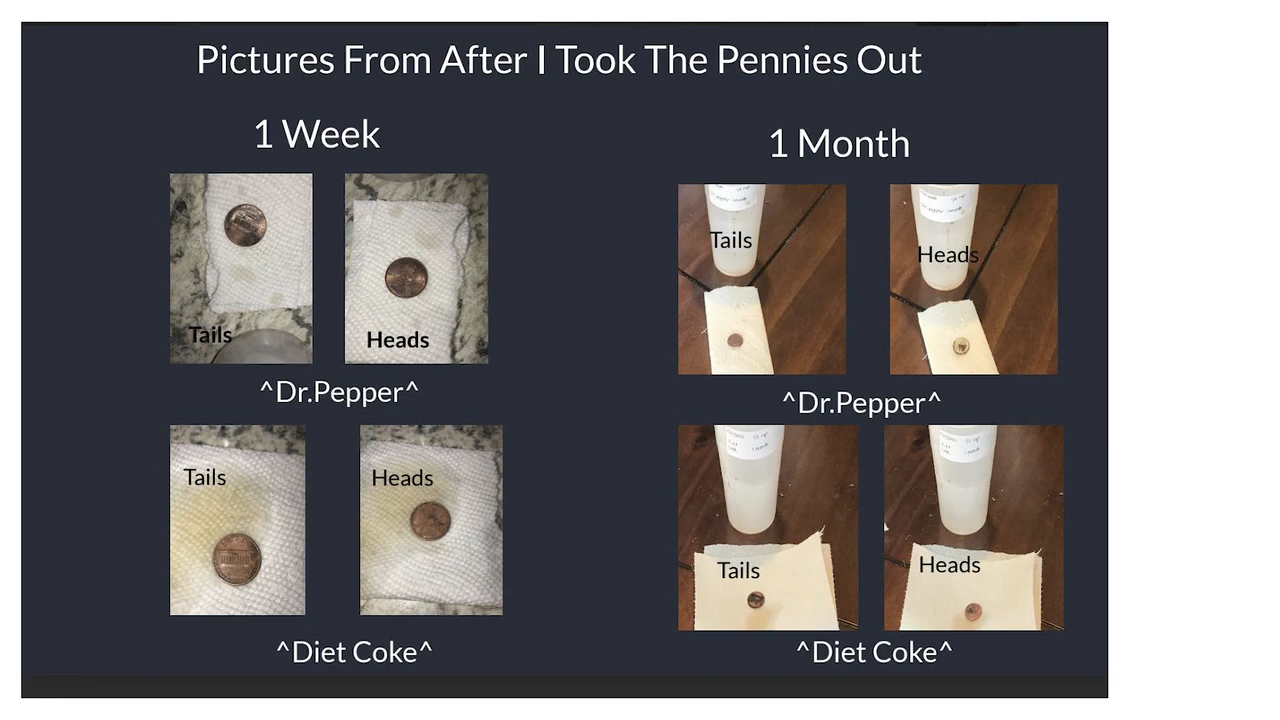 Pictures From After I Took The Pennies Out
1 Week
1 Month
Tails
Heads
Tails
Heads
^Dr.Pepper^
^Dr.Pepper^
Tails
Heads
Tails
Heads
^Diet Coke^
^Diet Coke^